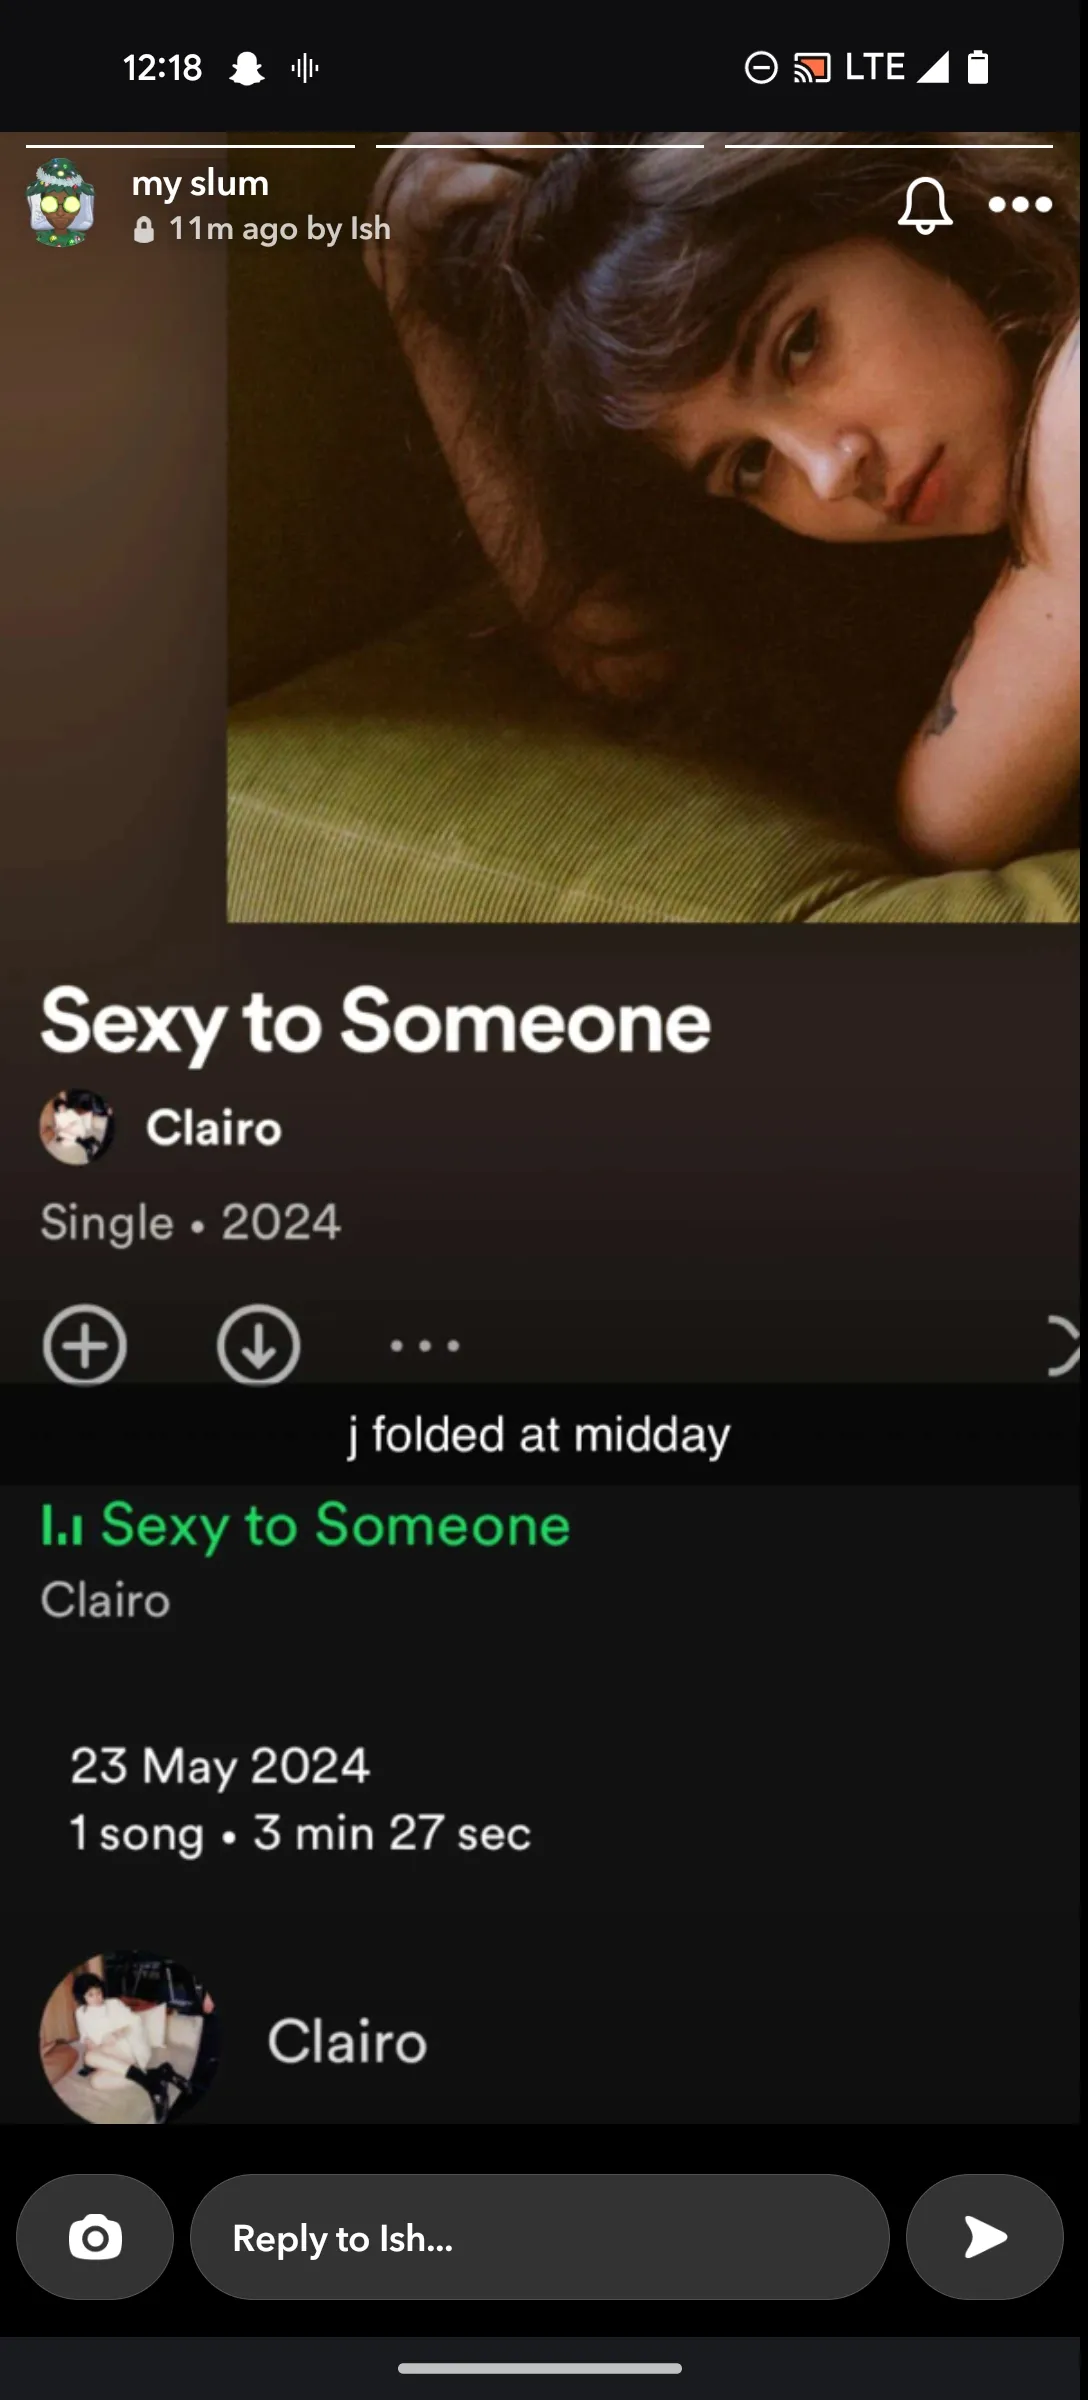 12:18 LTE
my slum
11m ago by Ish
Sexy to Someone
Clairo
Single • 2024
j folded at midday
Sexy to Someone
Clairo
23 May 2024
1 song • 3 min 27 sec
Clairo
Reply to Ish...